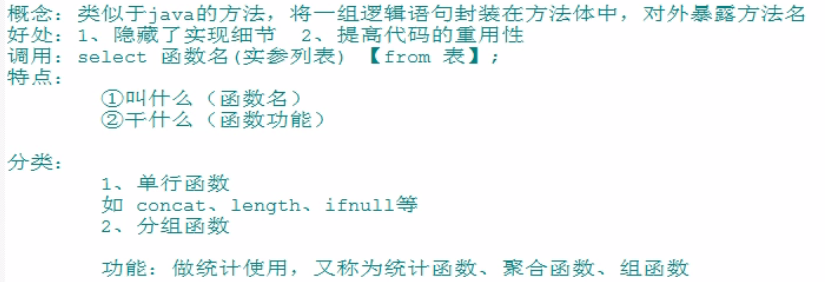 概念：类似于java的方法，将一组逻辑语句封装在方法体中，对外暴露方法名
好处：1、隐藏了实现细节  2、提高代码的重用性
调用：select 函数名(实参列表) 【from 表】;
特点：
①叫什么（函数名）
②干什么（函数功能）
分类：
1、单行函数
如 concat、length、ifnull等
2、分组函数
功能：做统计使用，又称为统计函数、聚合函数、组函数